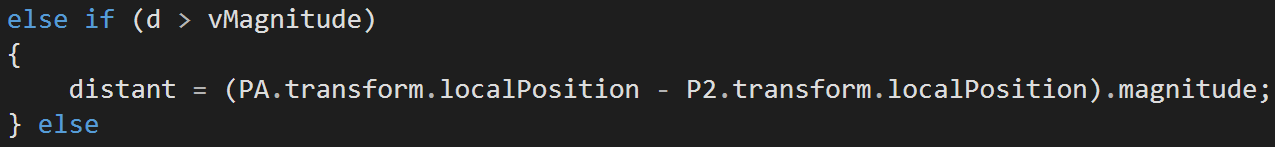 else if (d > vMagnitude)
{
    distant = (PA.transform.localPosition - P2.transform.localPosition).magnitude;
} else